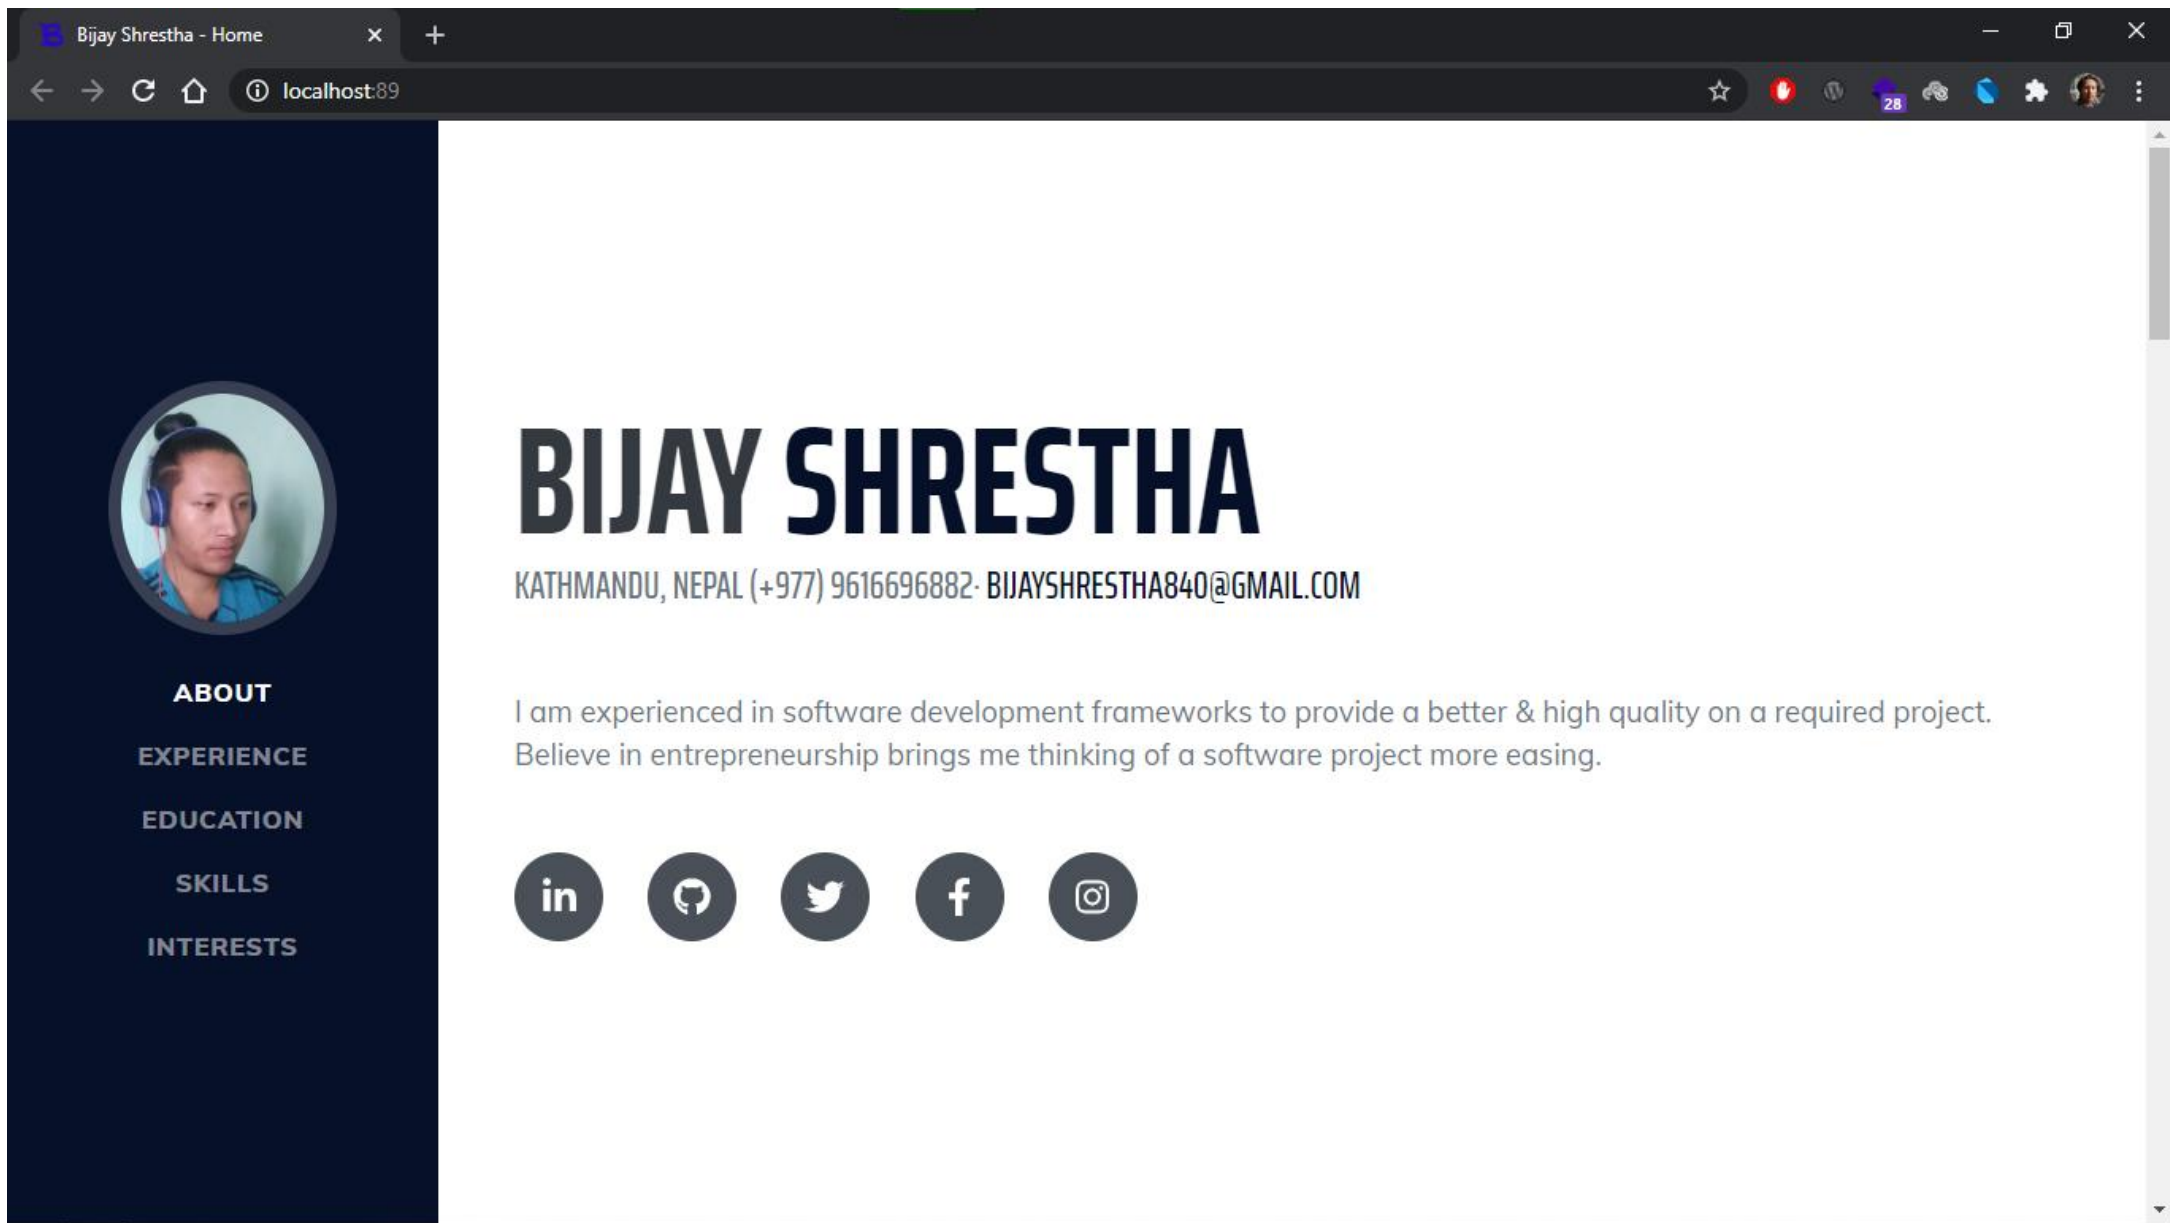 Bijay Shrestha - Home
localhost:89
28
ABOUT
EXPERIENCE
EDUCATION
SKILLS
INTERESTS
BIJAY SHRESTHA
KATHMANDU, NEPAL (+977) 9616696882· BIJAYSHRESTHA840@GMAIL.COM
I am experienced in software development frameworks to provide a better & high quality on a required project.
Believe in entrepreneurship brings me thinking of a software project more easing.
in